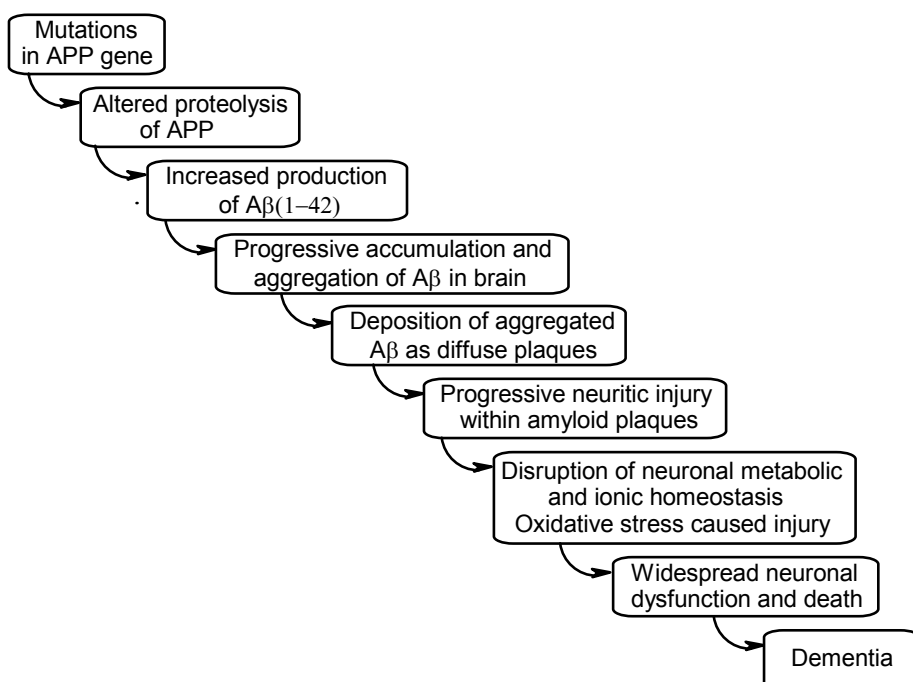 Mutations
in APP gene
Altered proteolysis
of APP
Increased production
of Aβ(1–42)
Progressive accumulation and
aggregation of Aβ in brain
Deposition of aggregated
Aβ as diffuse plaques
Progressive neuritic injury
within amyloid plaques
Disruption of neuronal metabolic
and ionic homeostasis
Oxidative stress caused injury
Widespread neuronal
dysfunction and death
Dementia